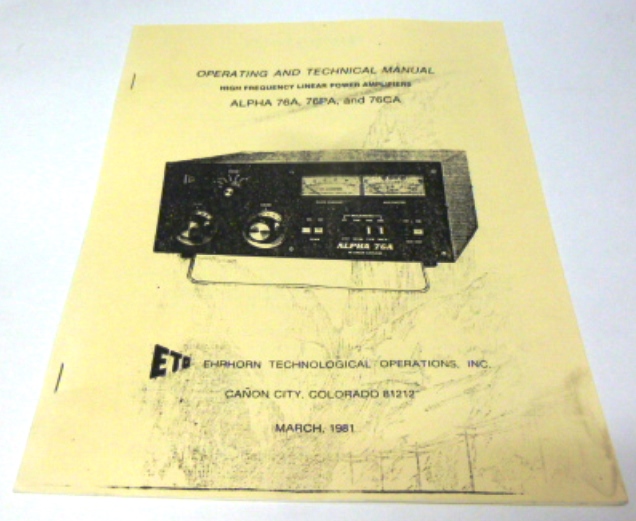 OPERATING AND TECHNICAL MANUAL
HIGH FREQUENCY LINEAR POWER AMPLIFIERS
ALPHA 76A, 76PA, and 76CA
ALPHA 76A
ETO
EHRHORN TECHNOLOGICAL OPERATIONS, INC.
CAÑON CITY, COLORADO 81212
MARCH, 1981